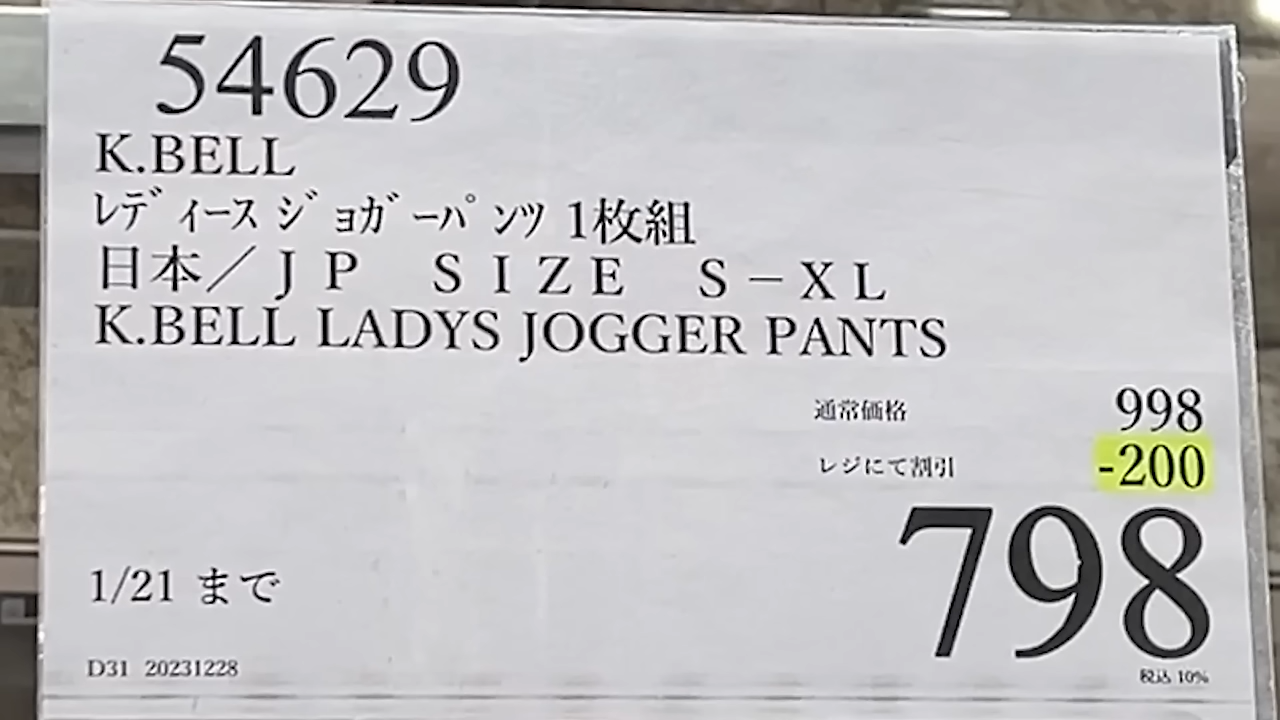 54629
K.BELL
ﾚﾃﾞｨｰｽ ｼﾞｮｶﾞｰﾊﾟﾝﾂ 1枚組
日本／ＪＰ　ＳＩＺＥ　Ｓ－ＸＬ
K.BELL LADYS JOGGER PANTS
通常価格 998
レジにて割引 -200
798
1/21 まで
税込 10%
D31 20231228